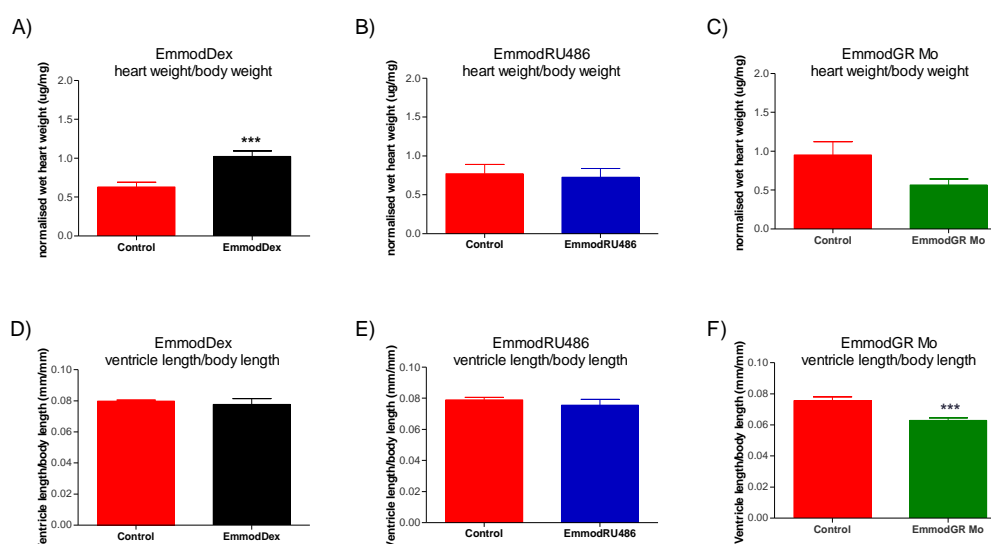 A)
EmmodDex
heart weight/body weight
normalised wet heart weight (ug/mg)
2.0
1.5
1.0
0.5
0.0
***
Control
EmmodDex
B)
EmmodRU486
heart weight/body weight
normalised wet heart weight (ug/mg)
2.0
1.5
1.0
0.5
0.0
Control
EmmodRU486
C)
EmmodGR Mo
heart weight/body weight
normalised wet heart weight (ug/mg)
2.0
1.5
1.0
0.5
0.0
Control
EmmodGR Mo
D)
EmmodDex
ventricle length/body length
length/body length (mm/mm)
0.10
0.08
0.06
0.04
0.02
0.00
Control
EmmodDex
E)
EmmodRU486
ventricle length/body length
length/body length (mm/mm)
0.10
0.08
0.06
0.04
0.02
0.00
Control
EmmodRU486
F)
EmmodGR Mo
ventricle length/body length
Ventricle length/body length (mm/mm)
0.10
0.08
0.06
0.04
0.02
0.00
***
Control
EmmodGR Mo